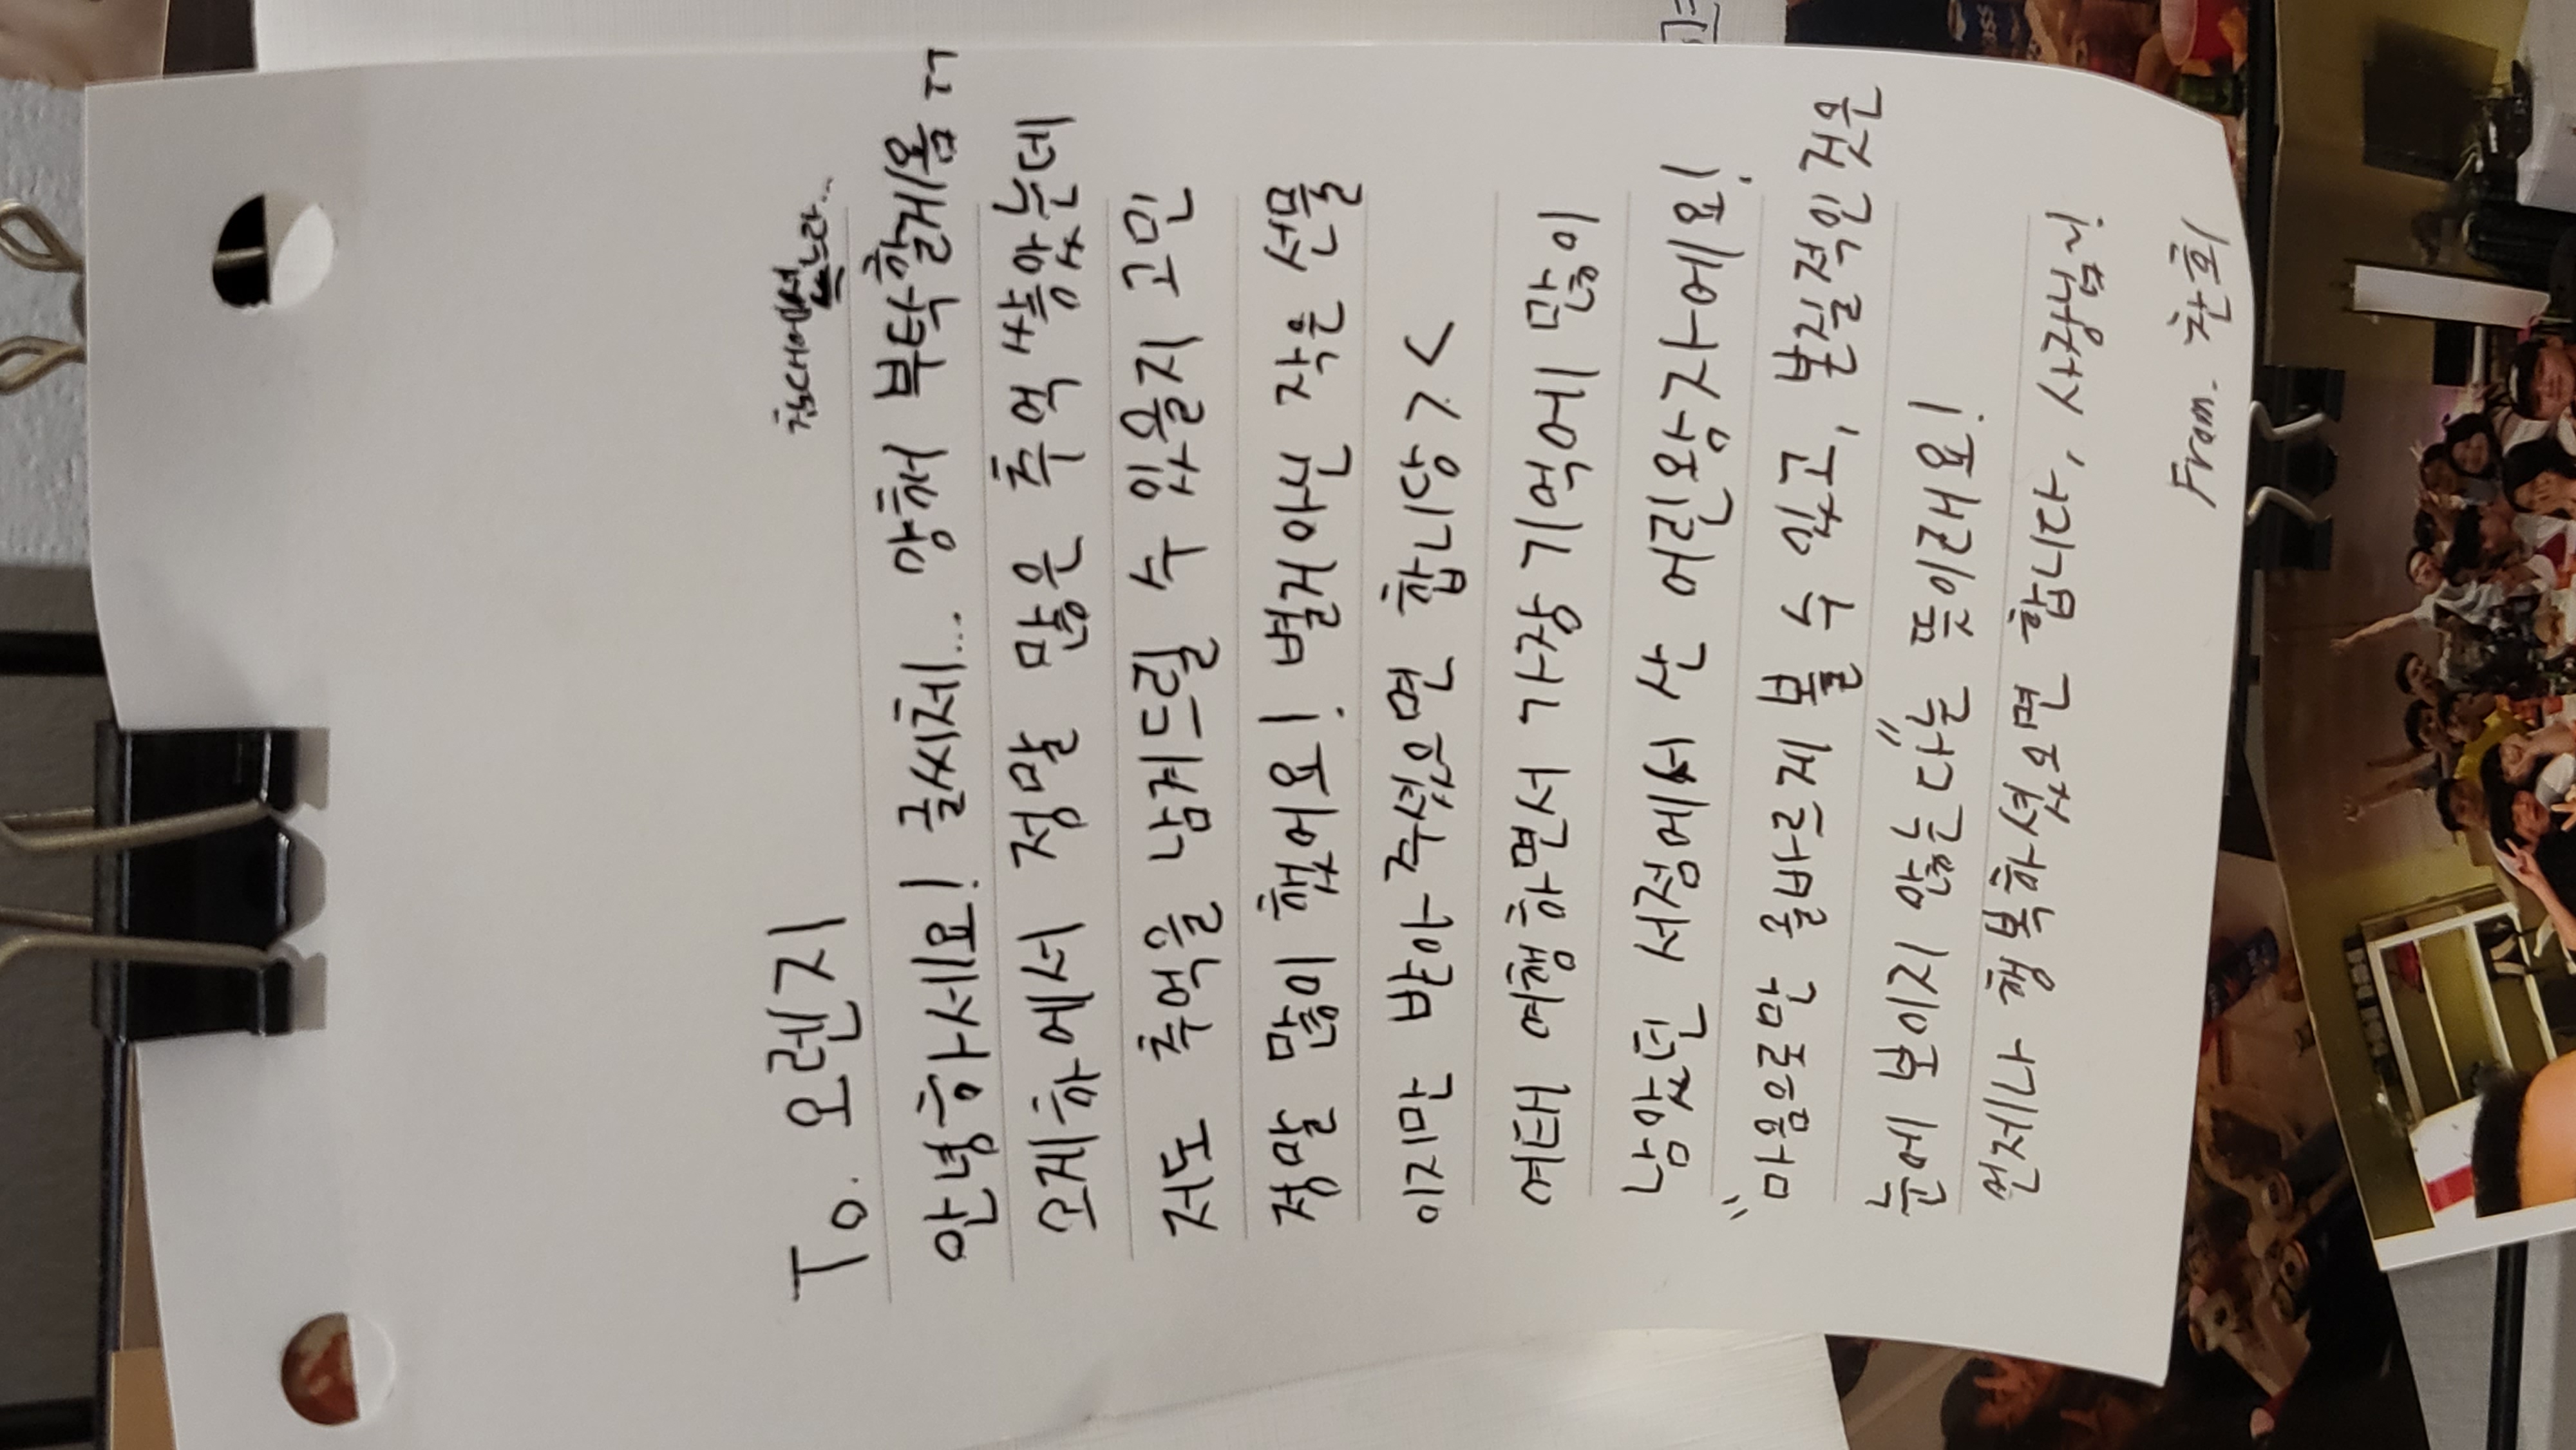 To. 오렌지
침대에서 쓰느라...
안녕하세요! 글씨체... 양해 부탁할게용 ㅜㅜ
오제하에서 정말 많은 추억 쌓았는데
저도 추억을 남겨드릴 수 있을지 고민
정말 많이 했어요! 별거아닌 작은 선물
이지만 받아주셨으면 합니당 > <
여태 여행하면서 가장 기억에 많이
남았던 서점에서 산 어린왕자에요!
"마음으로만 올바르게 볼 수 있고, 본질적인 것은
눈에 보이지 않는다"는 뜻이래요!
언제나 행복하셨으면 합니다, 사장님~!
From. 찬희